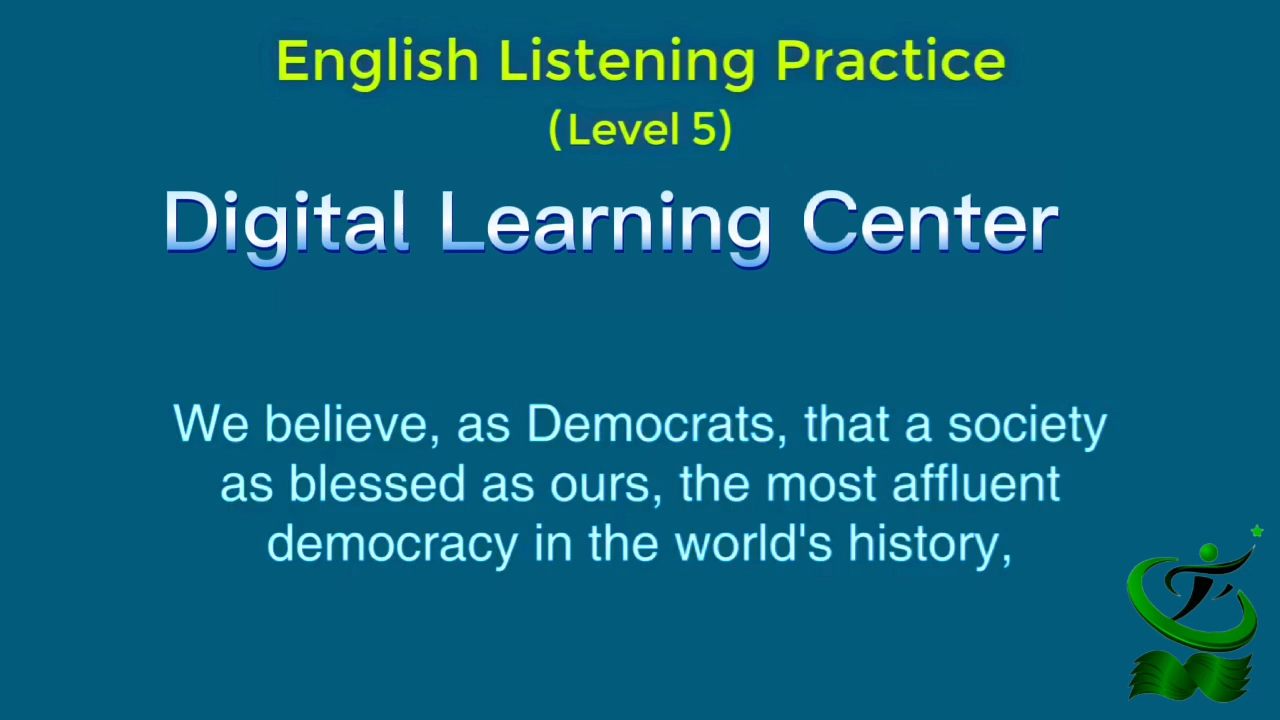 English Listening Practice
(Level 5)
Digital Learning Center
We believe, as Democrats, that a society
as blessed as ours, the most affluent
democracy in the world's history,